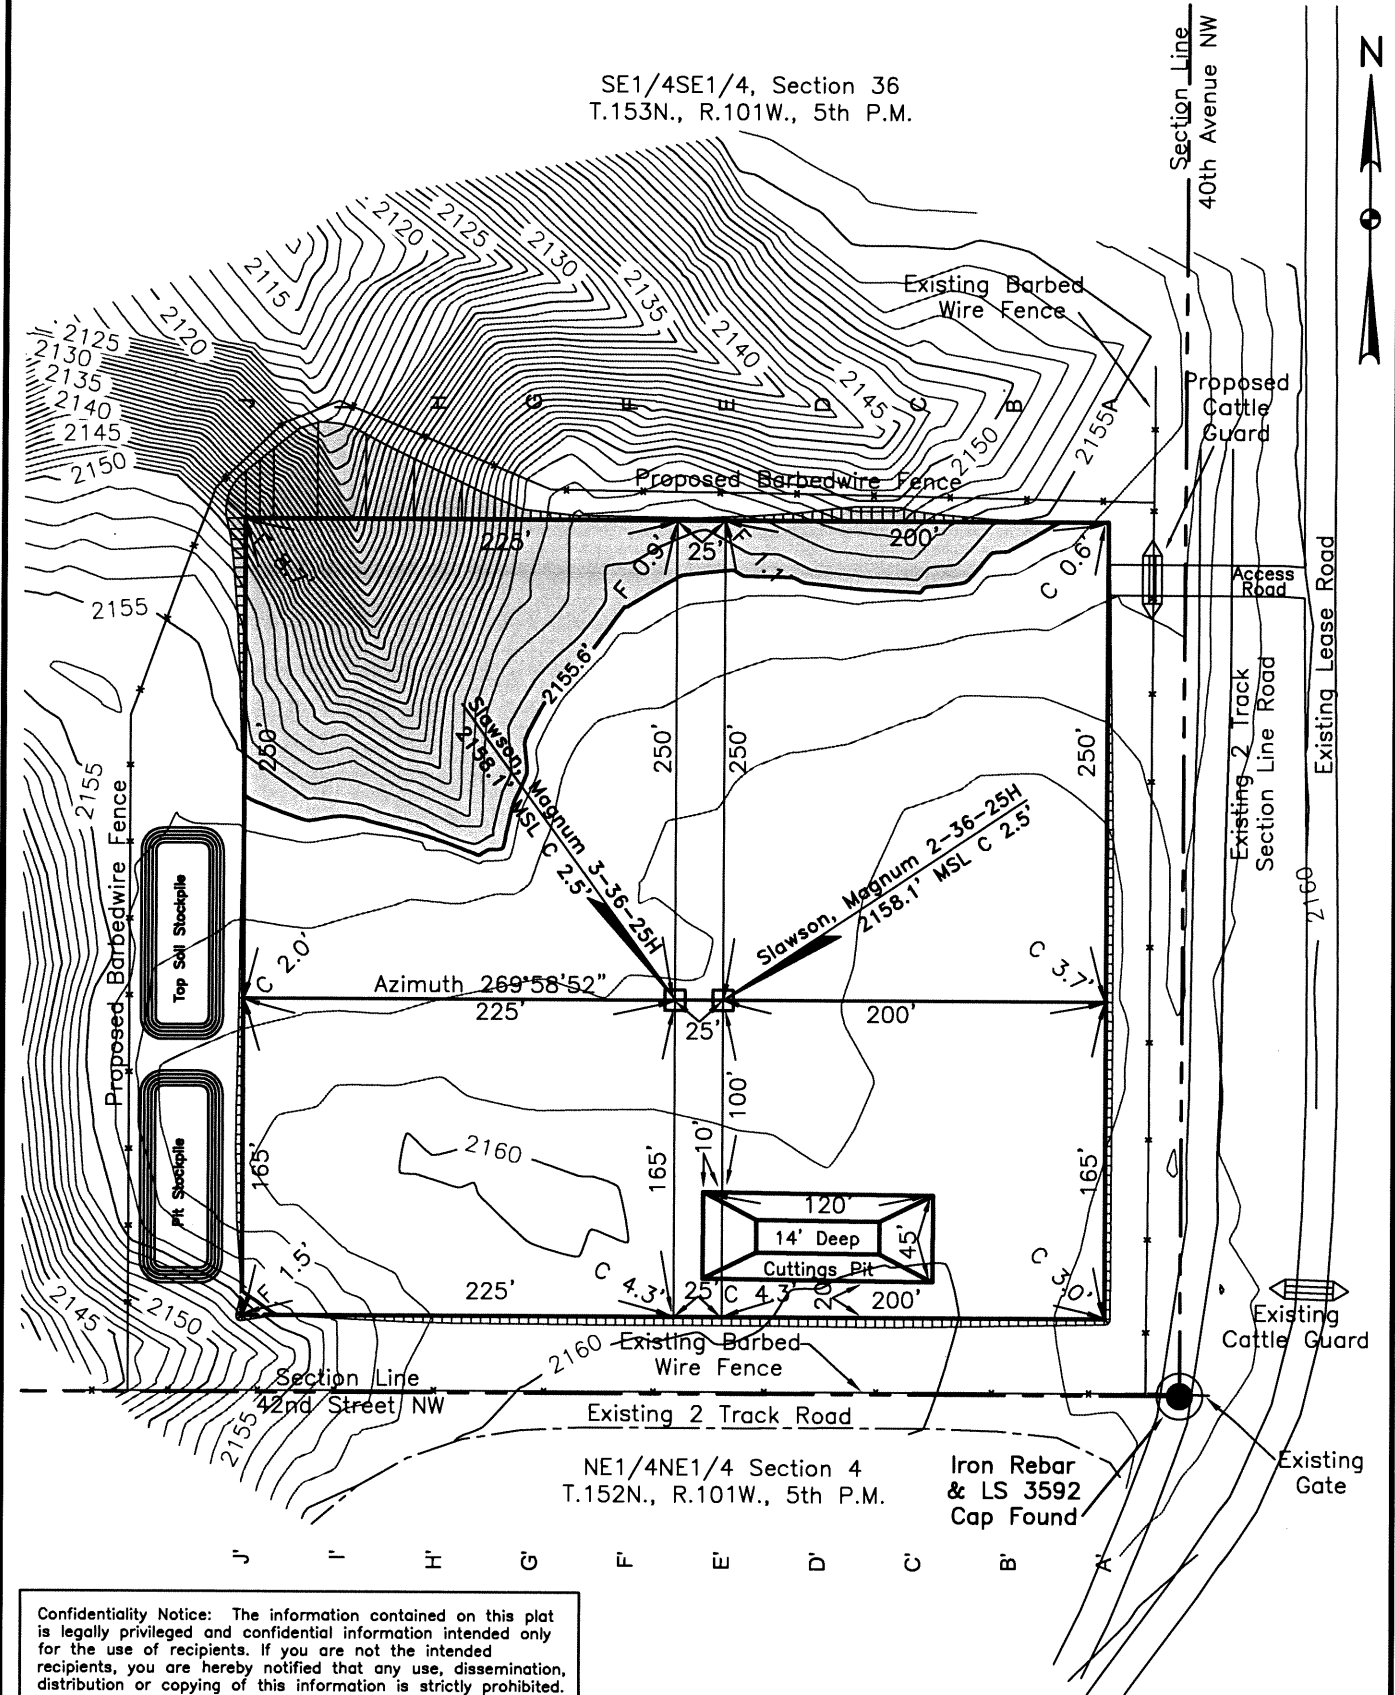 SE1/4SE1/4, Section 36
T.153N., R.101W., 5th P.M.
Section Line
40th Avenue NW
N
2120
2125
2130
2135
2140
2145
2150
2155
2115
2120
2125
2130
2135
2140
2145
2150
Existing Barbed
Wire Fence
Proposed
Cattle
Guard
J
I
H
G
F
E
D
C
B
A
Proposed Barbedwire Fence
225'
25'
200'
F 0.9'
F 1.1'
C 0.6'
Access
Road
Existing Lease Road
2155
2155.6'
Existing 2 Track
Section Line Road
250'
250'
250'
250'
Slawson, Magnum 3-36-25H
2158.1' MSL C 2.5'
Slawson, Magnum 2-36-25H
2158.1' MSL C 2.5'
2155
Proposed Barbedwire Fence
Top Soil Stockpile
2160
C 2.0'
C 3.7'
Azimuth 269°58'52"
225'
25'
200'
100'
10'
2160
165'
165'
165'
Pit Stockpile
120'
14' Deep
45'
Cuttings Pit
F 1.5'
225'
C 4.3'
25'
C 4.3'
20'
200'
C 3.0'
2145
2150
2160
Existing Barbed
Wire Fence
Existing
Cattle Guard
Section Line
42nd Street NW
2155
Existing 2 Track Road
NE1/4NE1/4 Section 4
T.152N., R.101W., 5th P.M.
Iron Rebar
& LS 3592
Cap Found
Existing
Gate
J'
I'
H'
G'
F'
E'
D'
C'
B'
A'
Confidentiality Notice: The information contained on this plat
is legally privileged and confidential information intended only
for the use of recipients. If you are not the intended
recipients, you are hereby notified that any use, dissemination,
distribution or copying of this information is strictly prohibited.